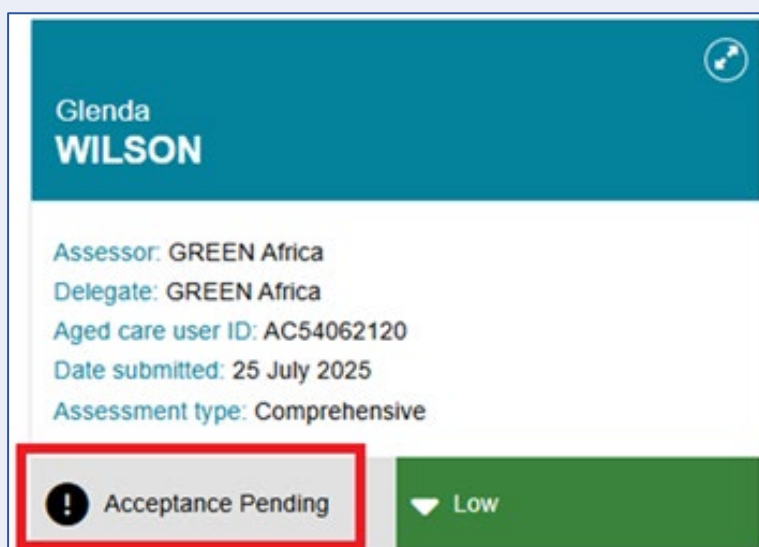 Glenda
WILSON
Assessor: GREEN Africa
Delegate: GREEN Africa
Aged care user ID: AC54062120
Date submitted: 25 July 2025
Assessment type: Comprehensive
Acceptance Pending
Low